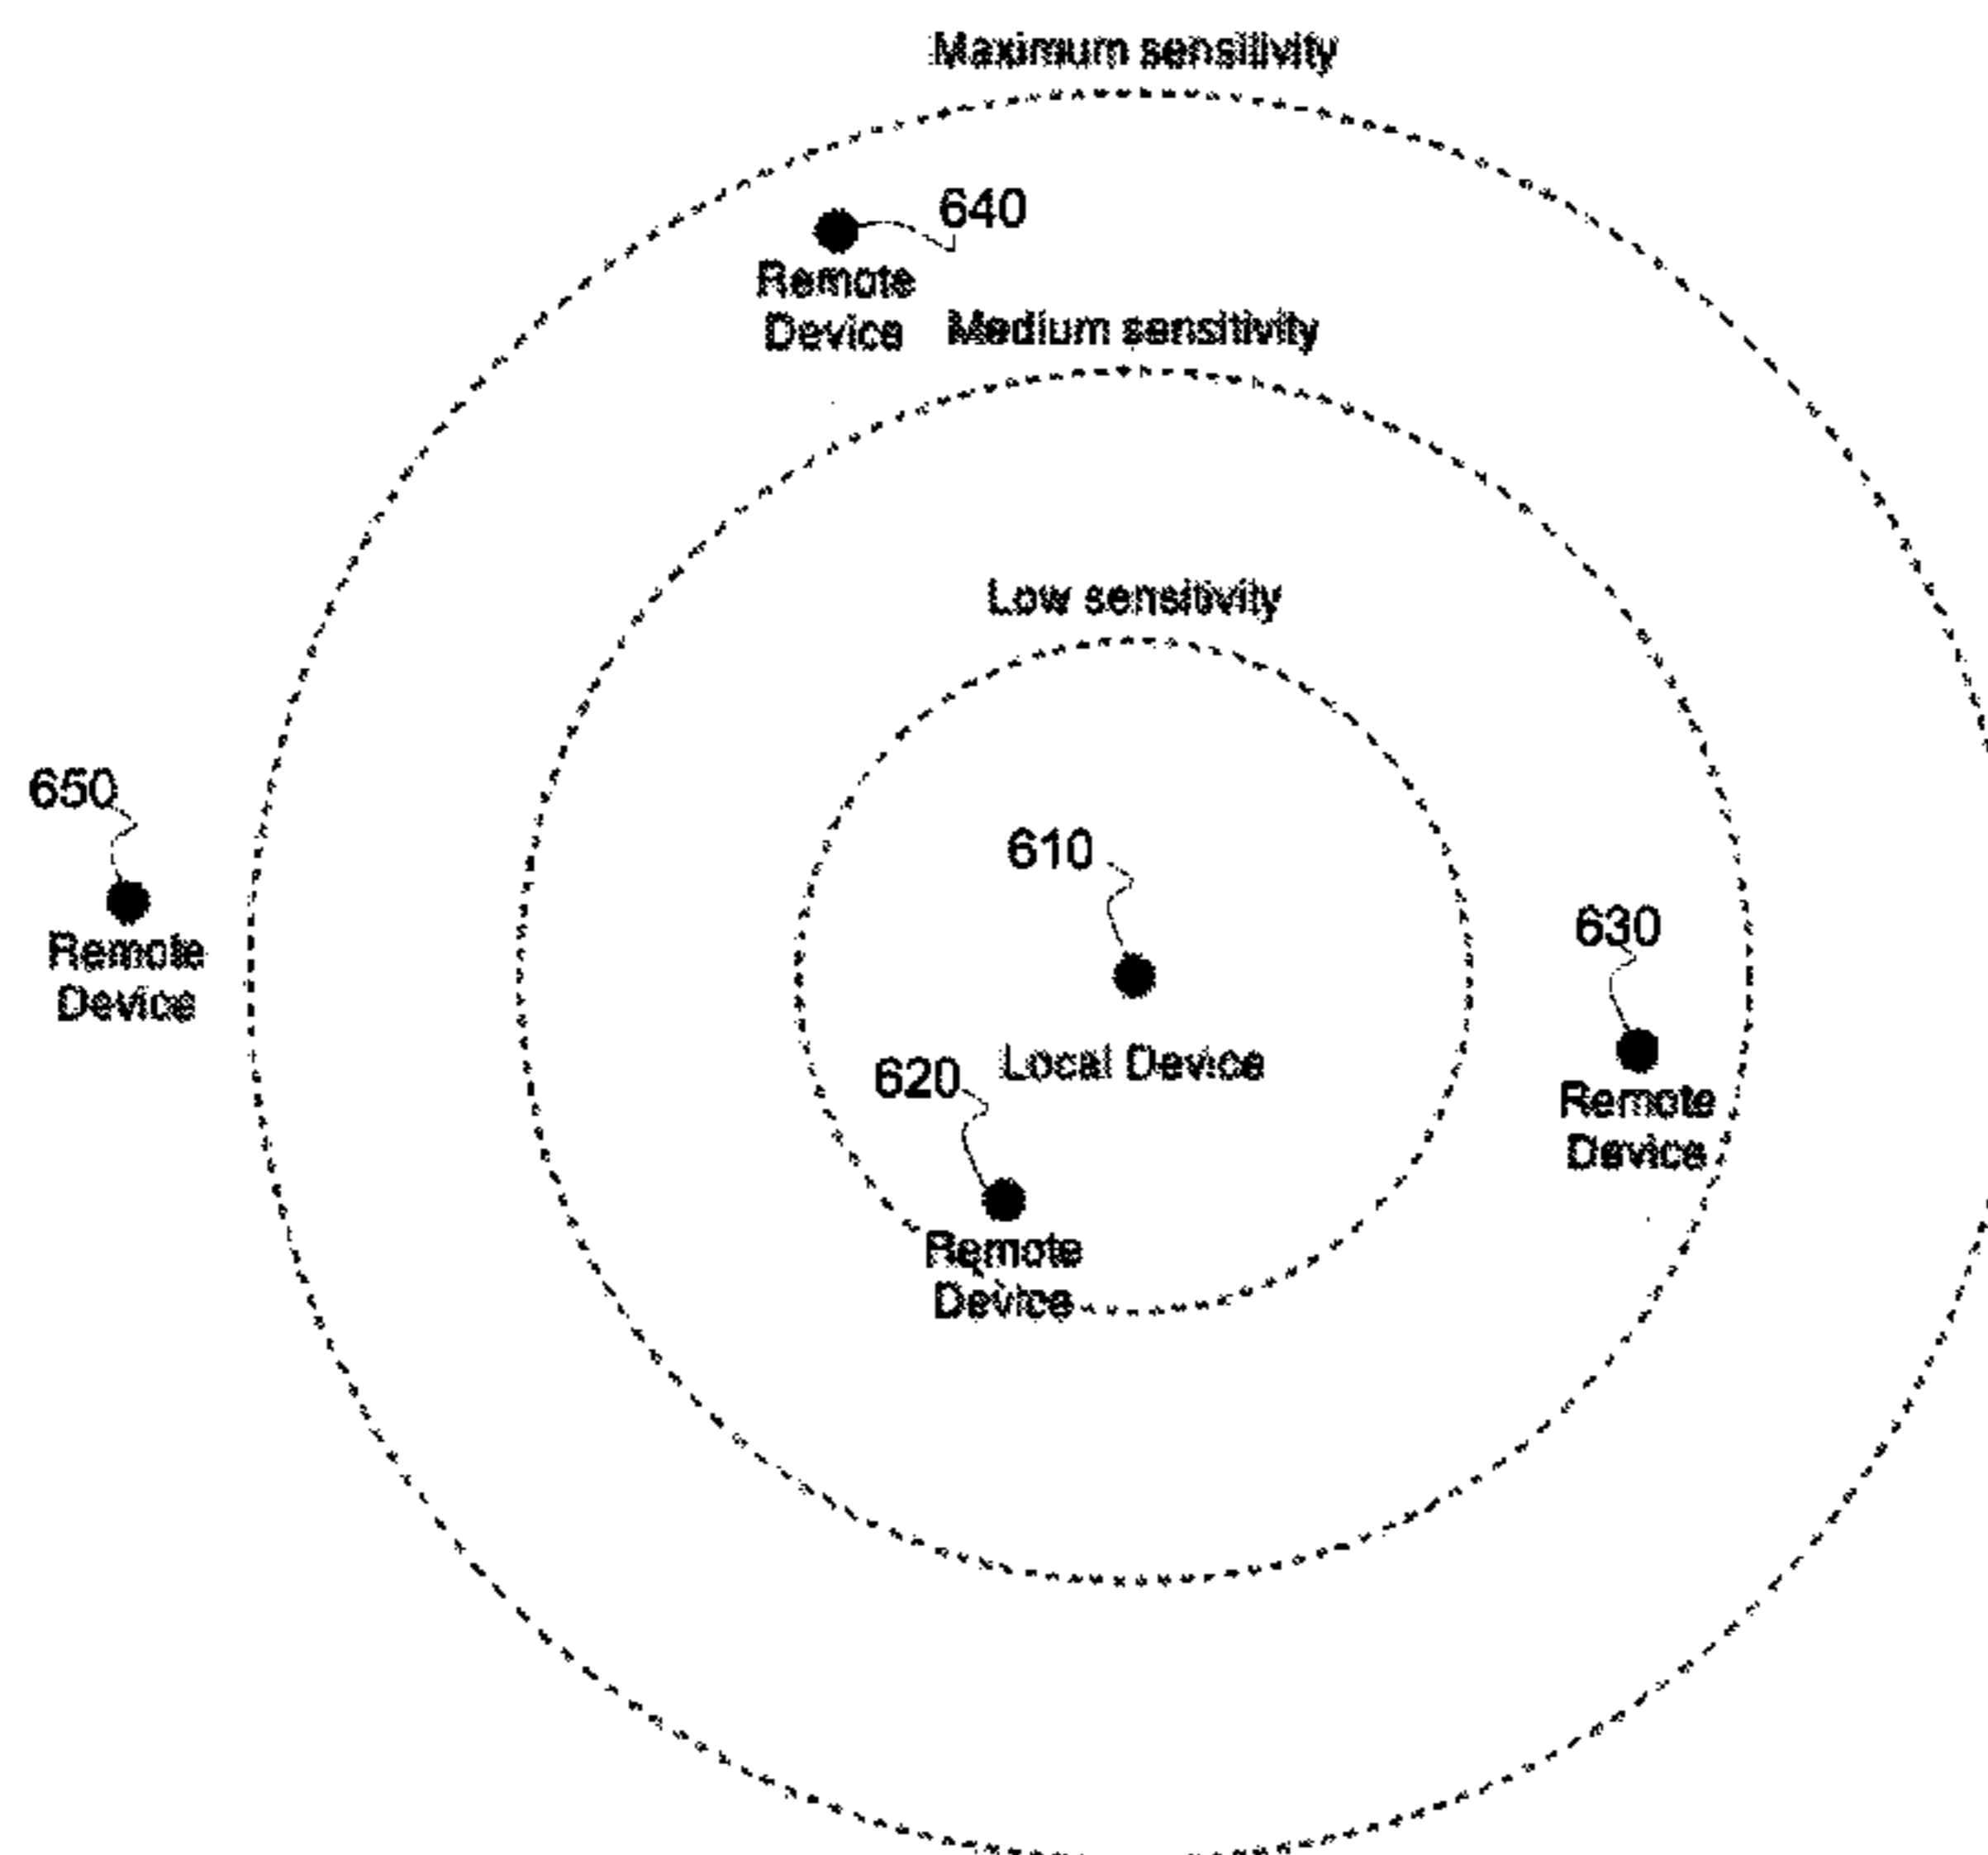 Maximum sensitivity
640
Remote
Device
Medium sensitivity
Low sensitivity
650
Remote
Device
610
Local Device
630
Remote
Device
620
Remote
Device